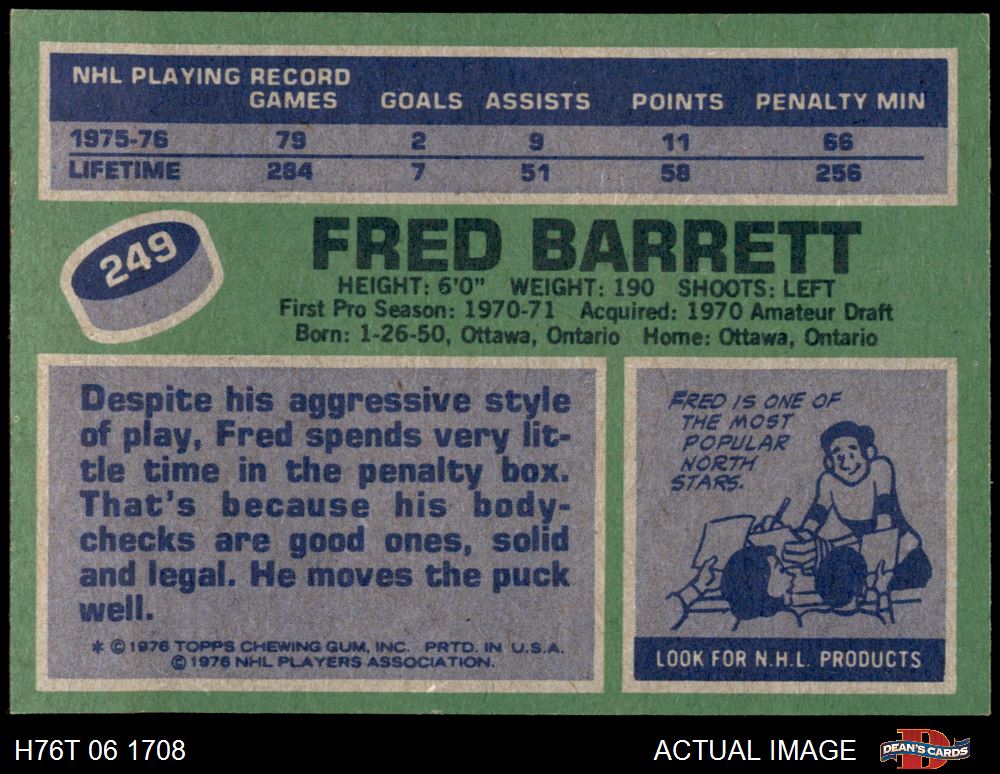 NHL PLAYING RECORD
GAMES GOALS ASSISTS POINTS PENALTY MIN
1975-76 79 2 9 11 66
LIFETIME 284 7 51 58 256
249
FRED BARRETT
HEIGHT: 6'0" WEIGHT: 190 SHOOTS: LEFT
First Pro Season: 1970-71 Acquired: 1970 Amateur Draft
Born: 1-26-50, Ottawa, Ontario Home: Ottawa, Ontario
Despite his aggressive style
of play, Fred spends very lit-
tle time in the penalty box.
That's because his body-
checks are good ones, solid
and legal. He moves the puck
well.
* © 1976 TOPPS CHEWING GUM, INC. PRTD. IN U.S.A.
© 1976 NHL PLAYERS ASSOCIATION.
FRED IS ONE OF
THE MOST
POPULAR
NORTH
STARS.
LOOK FOR N.H.L. PRODUCTS
H76T 06 1708
ACTUAL IMAGE
DEAN'S CARDS